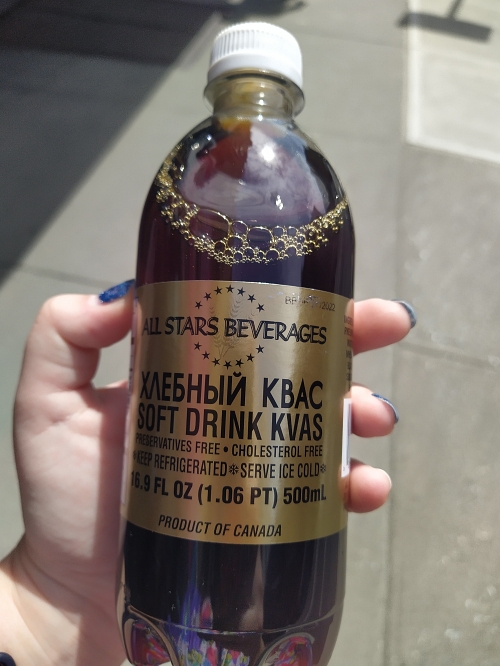 ALL STARS BEVERAGES
ХЛЕБНЫЙ КВАС
SOFT DRINK KVAS
PRESERVATIVES FREE • CHOLESTEROL FREE
KEEP REFRIGERATED❄SERVE ICE COLD❄
16.9 FL OZ (1.06 PT) 500mL
PRODUCT OF CANADA